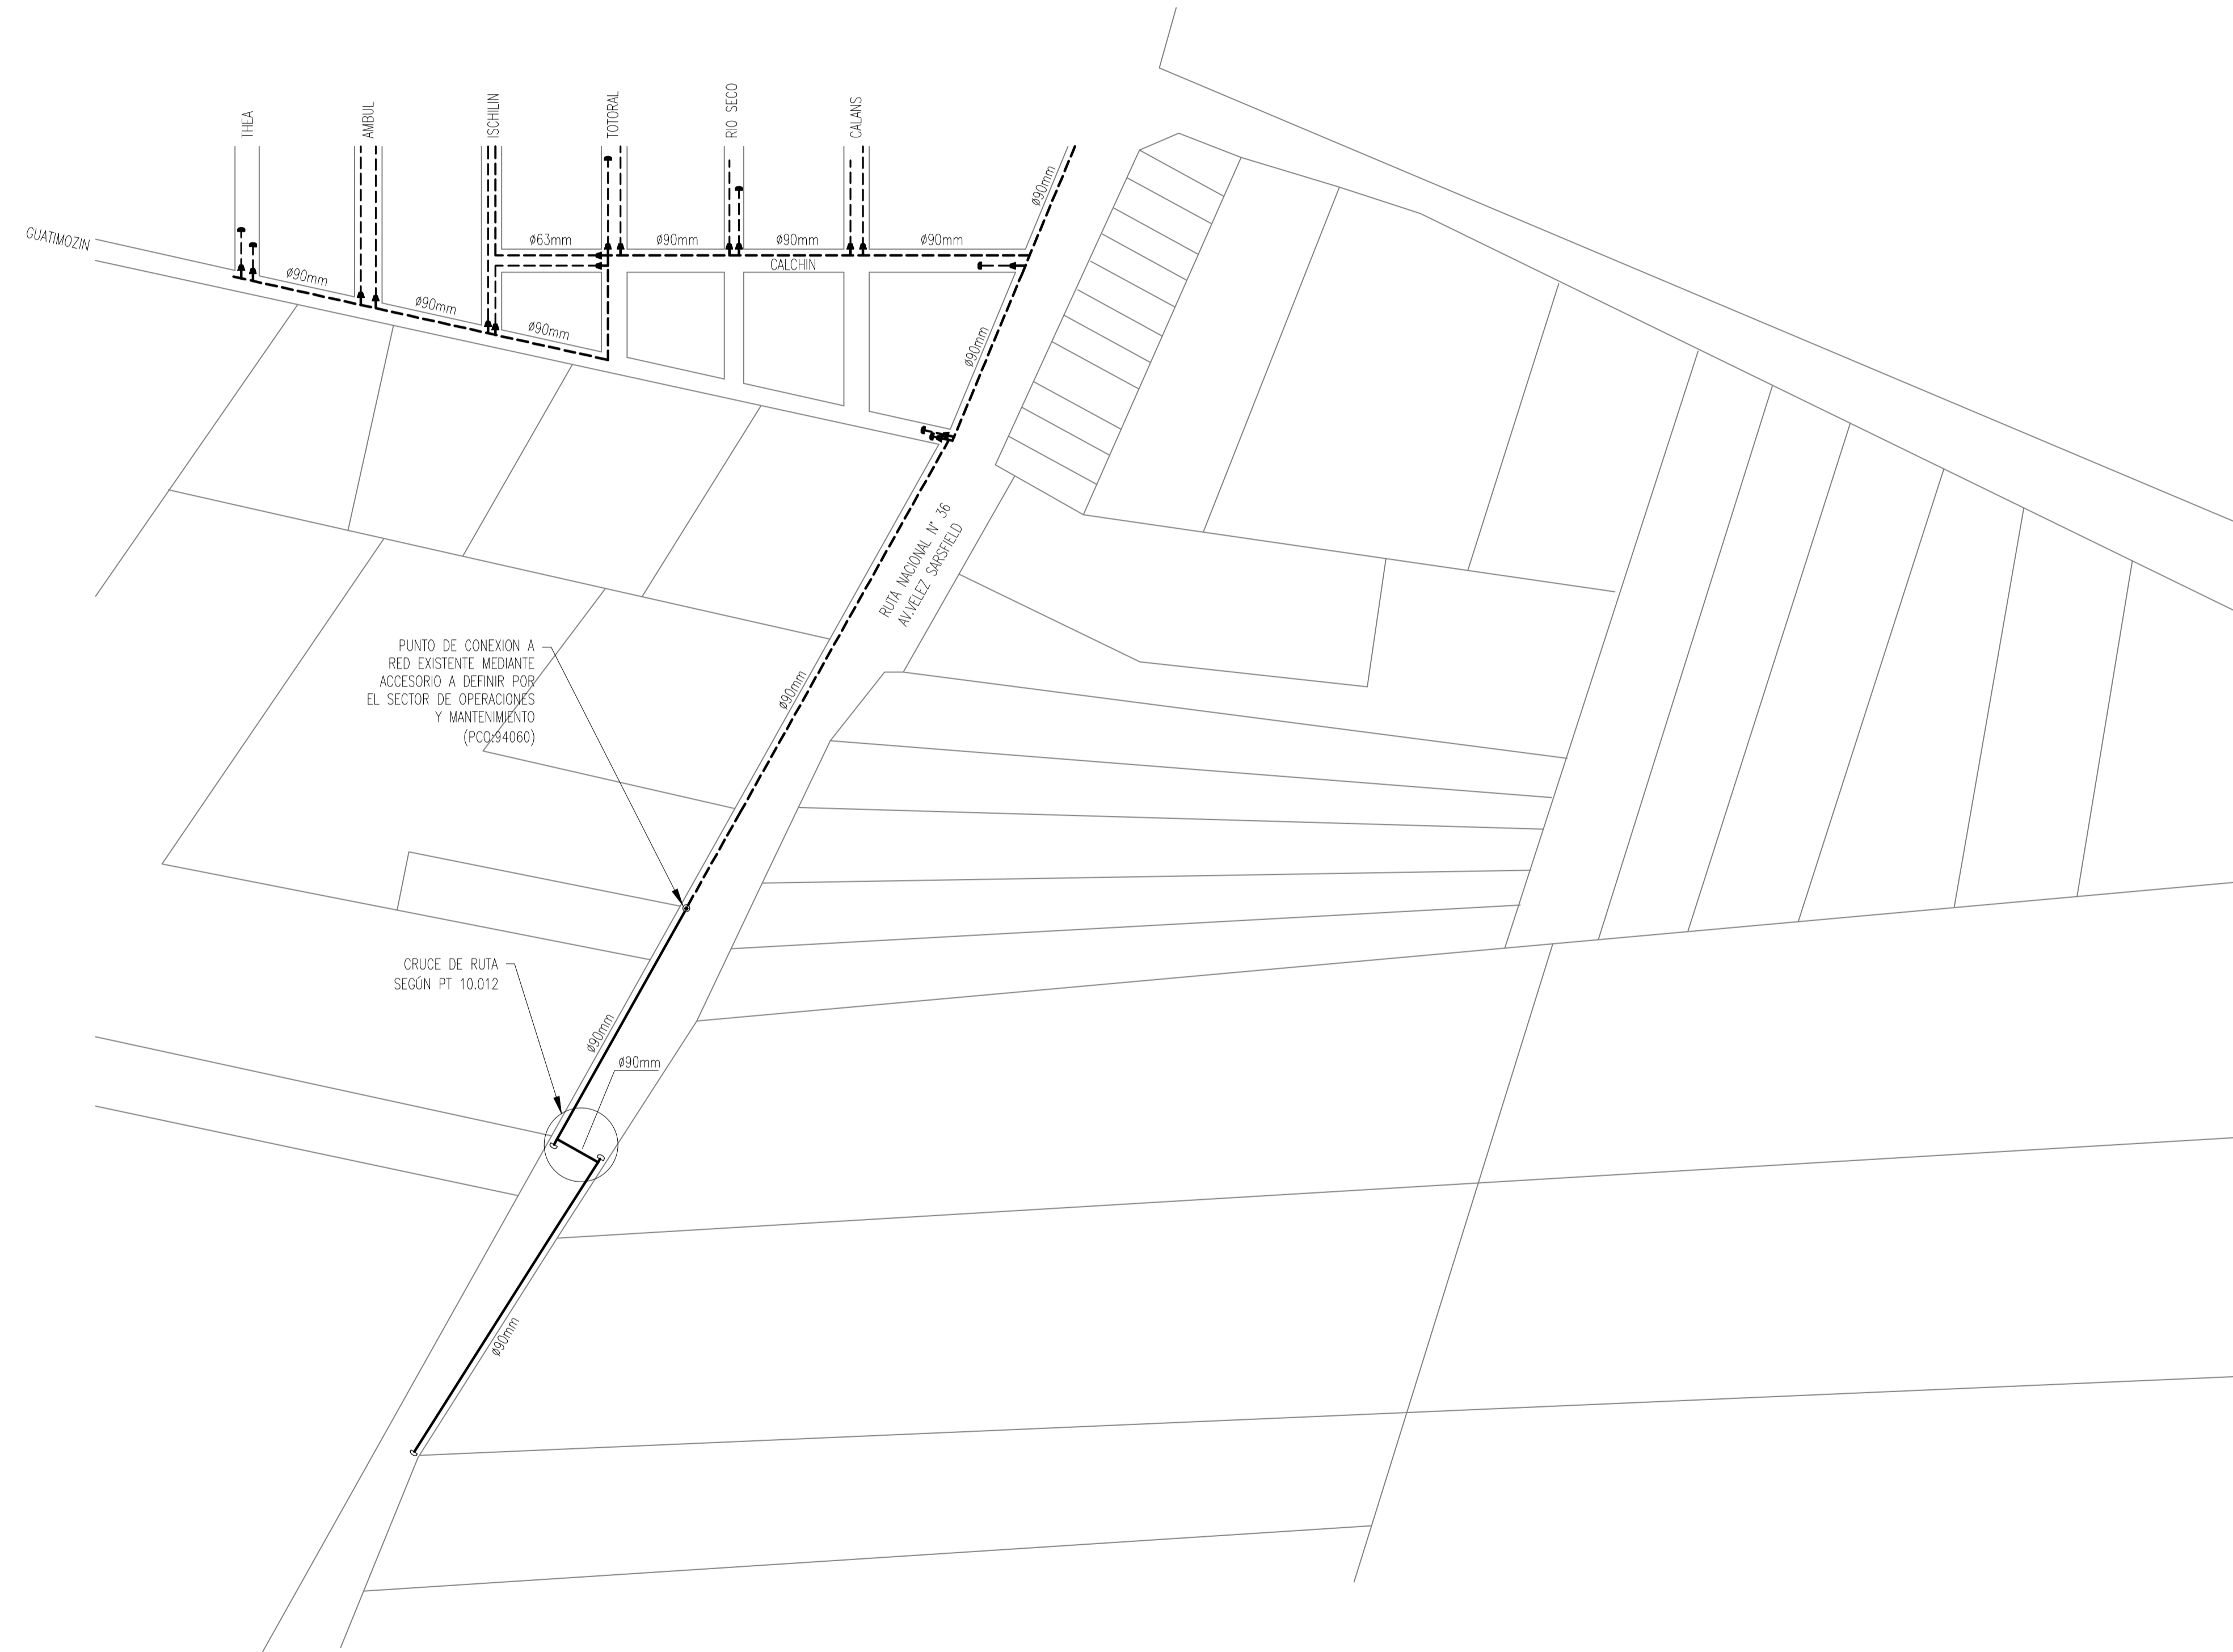 THEA
AMBUL
ISCHILIN
TOTORAL
RIO SECO
CALANS
GUATIMOZIN
Ø90mm
Ø63mm
Ø90mm
Ø90mm
Ø90mm
CALCHIN
Ø90mm
Ø90mm
Ø90mm
Ø90mm
RUTA NACIONAL N° 36
AV.VELEZ SARSFIELD
PUNTO DE CONEXION A
RED EXISTENTE MEDIANTE
ACCESORIO A DEFINIR POR
EL SECTOR DE OPERACIONES
Y MANTENIMIENTO
(PCO:94060)
Ø90mm
CRUCE DE RUTA
SEGÚN PT 10.012
Ø90mm
Ø90mm
Ø90mm